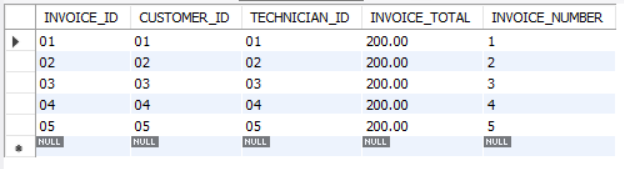 INVOICE_ID CUSTOMER_ID TECHNICIAN_ID INVOICE_TOTAL INVOICE_NUMBER
01 01 01 200.00 1
02 02 02 200.00 2
03 03 03 200.00 3
04 04 04 200.00 4
05 05 05 200.00 5
NULL NULL NULL NULL NULL